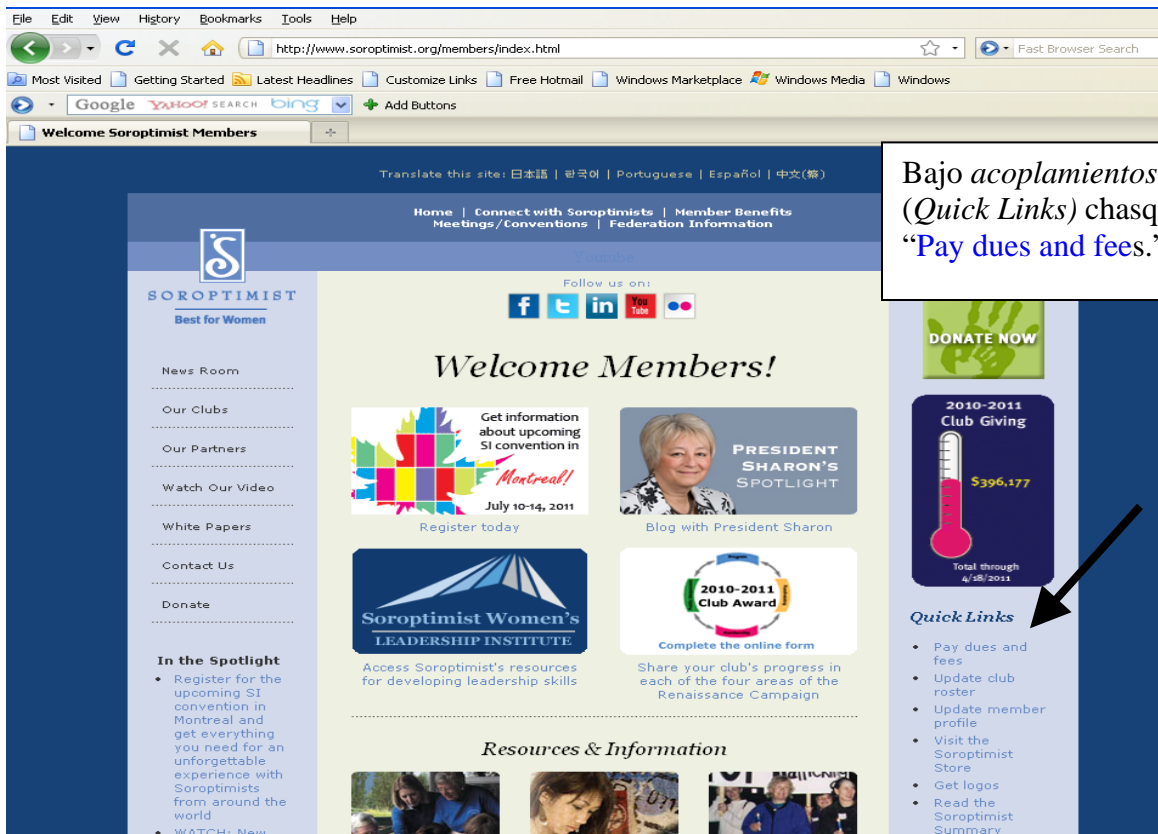 File Edit View History Bookmarks Tools Help
http://www.soroptimist.org/members/index.html
Fast Browser Search
Most Visited Getting Started Latest Headlines Customize Links Free Hotmail Windows Marketplace Windows Media Windows
Google YAHOO! SEARCH bing Add Buttons
Welcome Soroptimist Members
Translate this site: 日本語 | 한국어 | Portuguese | Español | 中文(繁)
Bajo acoplamientos
(Quick Links) chasq
“Pay dues and fees.”
Home | Connect with Soroptimists | Member Benefits
Meetings/Conventions | Federation Information
Youtube
SOROPTIMIST
Best for Women
News Room
Our Clubs
Our Partners
Watch Our Video
White Papers
Contact Us
Donate
In the Spotlight
Register for the
upcoming SI
convention in
Montreal and
get everything
you need for an
unforgettable
experience with
Soroptimists
from around the
world
WATCH: New
Follow us on:
You
Tube
Welcome Members!
Get information
about upcoming
SI convention in
Montreal!
July 10-14, 2011
Register today
PRESIDENT
SHARON'S
SPOTLIGHT
Blog with President Sharon
Soroptimist Women's
LEADERSHIP INSTITUTE
Access Soroptimist's resources
for developing leadership skills
2010-2011
Club Award
Complete the online form
Share your club's progress in
each of the four areas of the
Renaissance Campaign
Resources & Information
DONATE NOW
2010-2011
Club Giving
$396,177
Total through
4/18/2011
Quick Links
Pay dues and
fees
Update club
roster
Update member
profile
Visit the
Soroptimist
Store
Get logos
Read the
Soroptimist
Summary